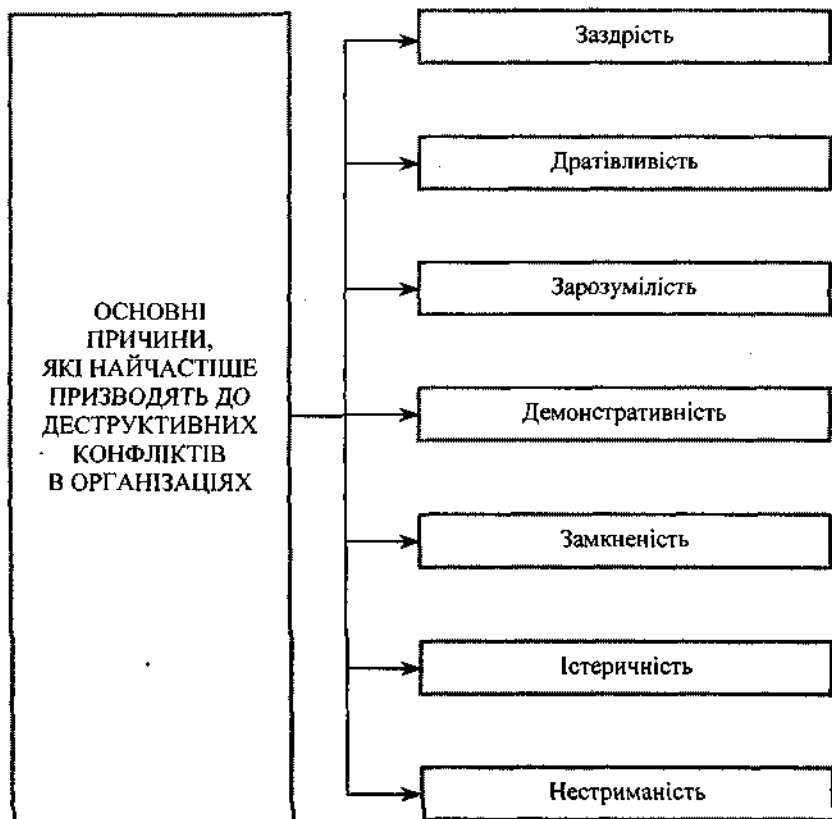 ОСНОВНІ
ПРИЧИНИ,
ЯКІ НАЙЧАСТІШЕ
ПРИЗВОДЯТЬ ДО
ДЕСТРУКТИВНИХ
КОНФЛІКТІВ
В ОРГАНІЗАЦІЯХ
Заздрість
Дратівливість
Зарозумілість
Демонстративність
Замкненість
Істеричність
Нестриманість